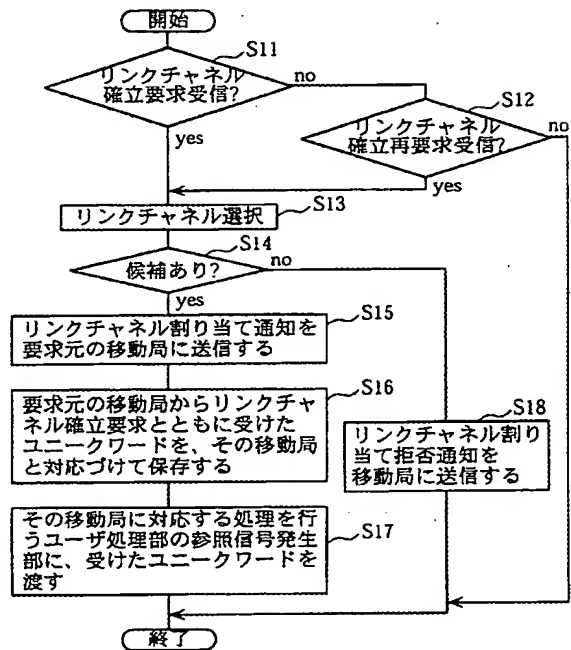 開始
S11
リンクチャネル
確立要求受信?
no
yes
S12
リンクチャネル
確立再要求受信?
no
yes
S13
リンクチャネル選択
S14
候補あり?
no
yes
S15
リンクチャネル割り当て通知を
要求元の移動局に送信する
S16
要求元の移動局からリンクチャ
ネル確立要求とともに受けた
ユニークワードを、その移動局
と対応づけて保存する
S18
リンクチャネル割り
当て拒否通知を
移動局に送信する
S17
その移動局に対応する処理を行
うユーザ処理部の参照信号発生
部に、受けたユニークワードを
渡す
終了